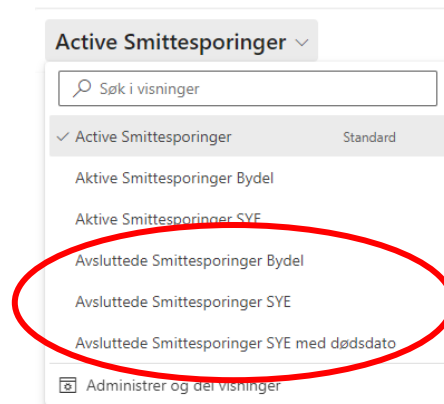 Active Smittesporinger
Søk i visninger
Active Smittesporinger Standard
Aktive Smittesporinger Bydel
Aktive Smittesporinger SYE
Avsluttede Smittesporinger Bydel
Avsluttede Smittesporinger SYE
Avsluttede Smittesporinger SYE med dødsdato
Administrer og del visninger